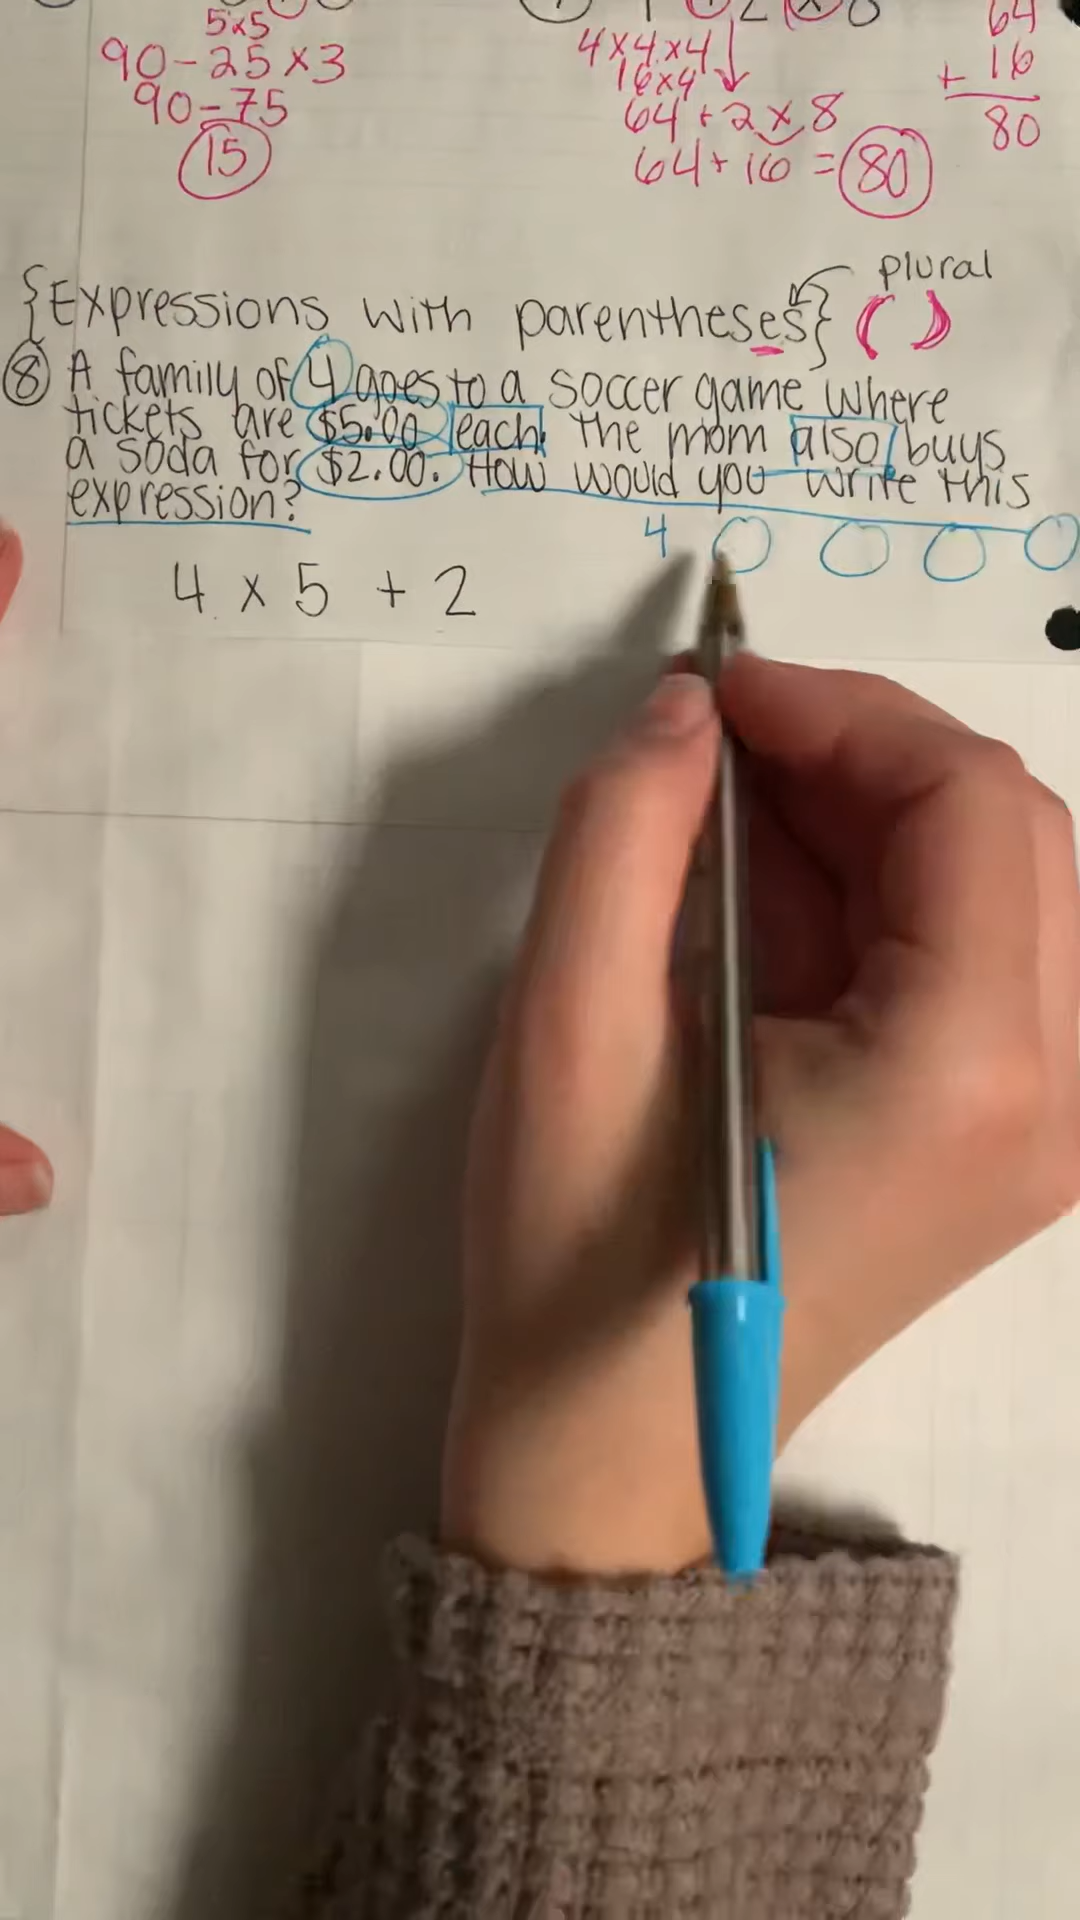 5x5
90-25x3
90-75
15
4x4x4
16x4
64+2x8
64+16=80
64
+ 16
80
plural
{Expressions with parentheses} ( )
8 A family of 4 goes to a soccer game where
tickets are $5.00 each. The mom also buys
a soda for $2.00. How would you write this
expression?
4
4 x 5 + 2